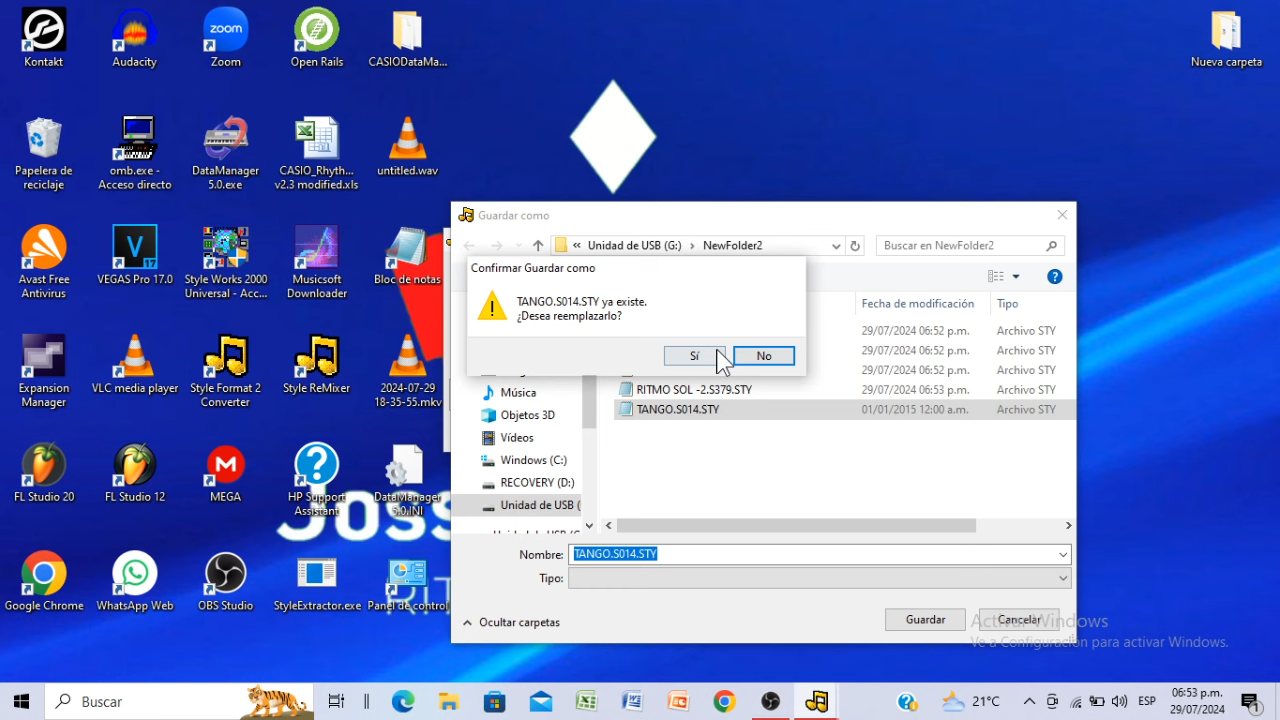 Kontakt
Audacity
zoom
Zoom
Open Rails
CASIODataMa...
Nueva carpeta
Papelera de
reciclaje
omb.exe -
Acceso directo
DataManager
5.0.exe
CASIO_Rhyth...
v2.3 modified.xls
untitled.wav
Avast Free
Antivirus
VEGAS Pro 17.0
Style Works 2000
Universal - Acc...
Musicsoft
Downloader
Bloc de notas
Expansion
Manager
VLC media player
Style Format 2
Converter
Style ReMixer
2024-07-29
18-35-55.mkv
FL Studio 20
FL Studio 12
MEGA
HP Support
Assistant
DataManager
5.0.INI
Joss
Google Chrome
WhatsApp Web
OBS Studio
StyleExtractor.exe
Panel de control
RIT
Guardar como
« Unidad de USB (G:) › NewFolder2
Buscar en NewFolder2
Confirmar Guardar como
TANGO.S014.STY ya existe.
¿Desea reemplazarlo?
Sí
No
Fecha de modificación
Tipo
29/07/2024 06:52 p.m. Archivo STY
29/07/2024 06:52 p.m. Archivo STY
29/07/2024 06:52 p.m. Archivo STY
RITMO SOL -2.S379.STY 29/07/2024 06:53 p.m. Archivo STY
TANGO.S014.STY 01/01/2015 12:00 a.m. Archivo STY
Música
Objetos 3D
Vídeos
Windows (C:)
RECOVERY (D:)
Unidad de USB (
Nombre: TANGO.S014.STY
Tipo:
Ocultar carpetas
Guardar
Cancelar
Activar Windows
Ve a Configuración para activar Windows.
Buscar
21°C
ESP
06:53 p.m.
29/07/2024
1